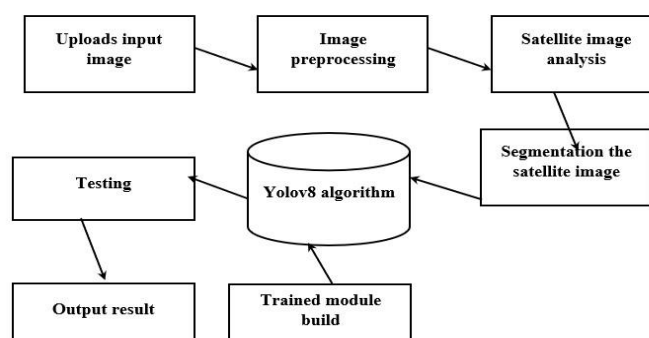 Uploads input
image
Image
preprocessing
Satellite image
analysis
Segmentation the
satellite image
Yolov8 algorithm
Testing
Output result
Trained module
build